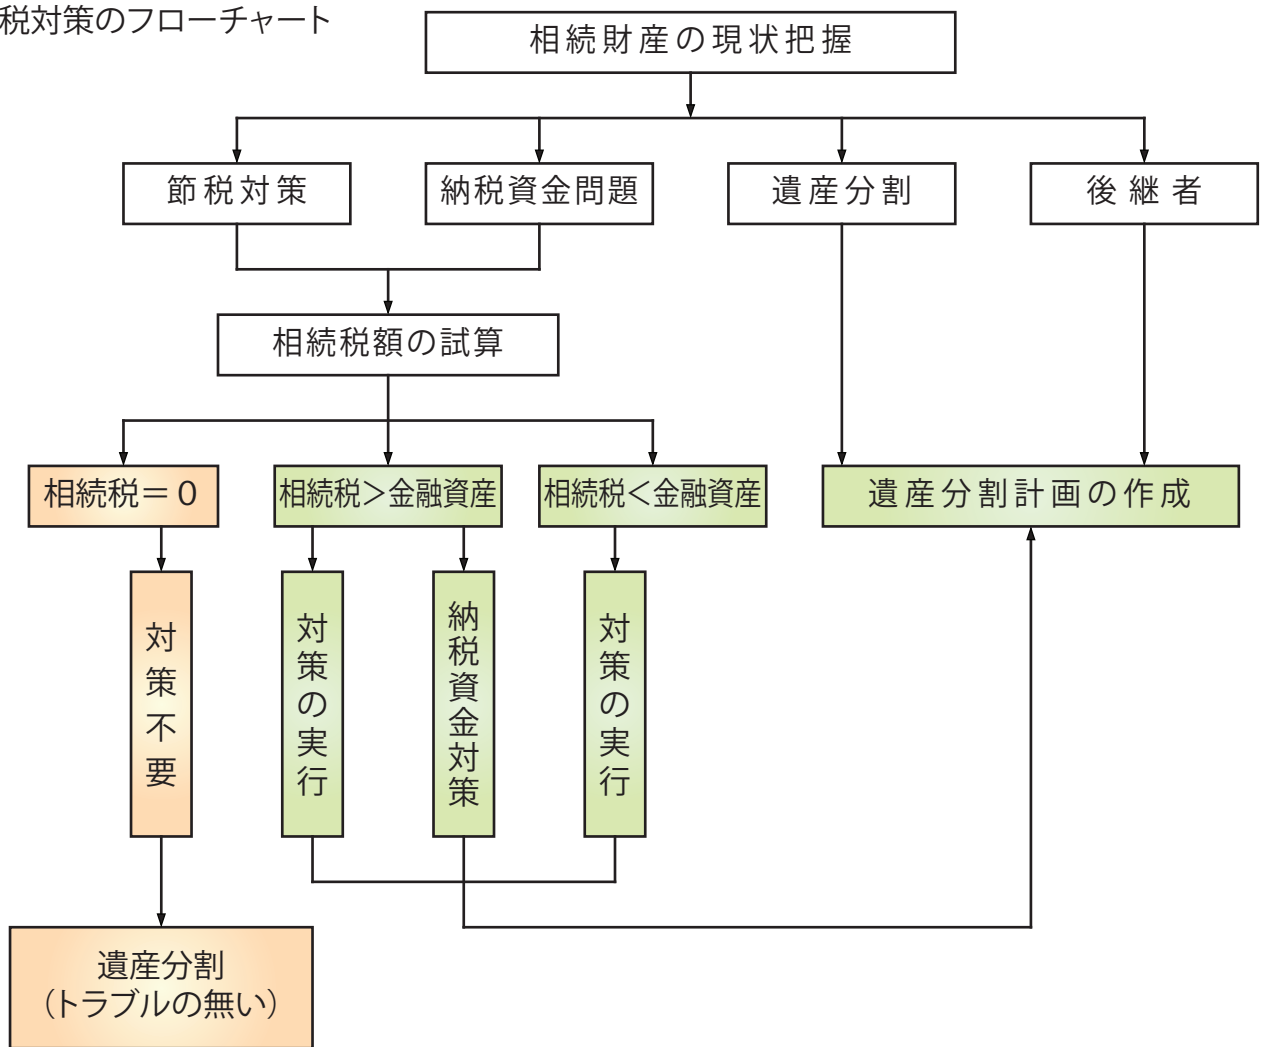 税対策のフローチャート
相続財産の現状把握
節税対策
納税資金問題
遺産分割
後継者
相続税額の試算
相続税＝０
相続税＞金融資産
相続税＜金融資産
遺産分割計画の作成
対策不要
対策の実行
納税資金対策
対策の実行
遺産分割
（トラブルの無い）